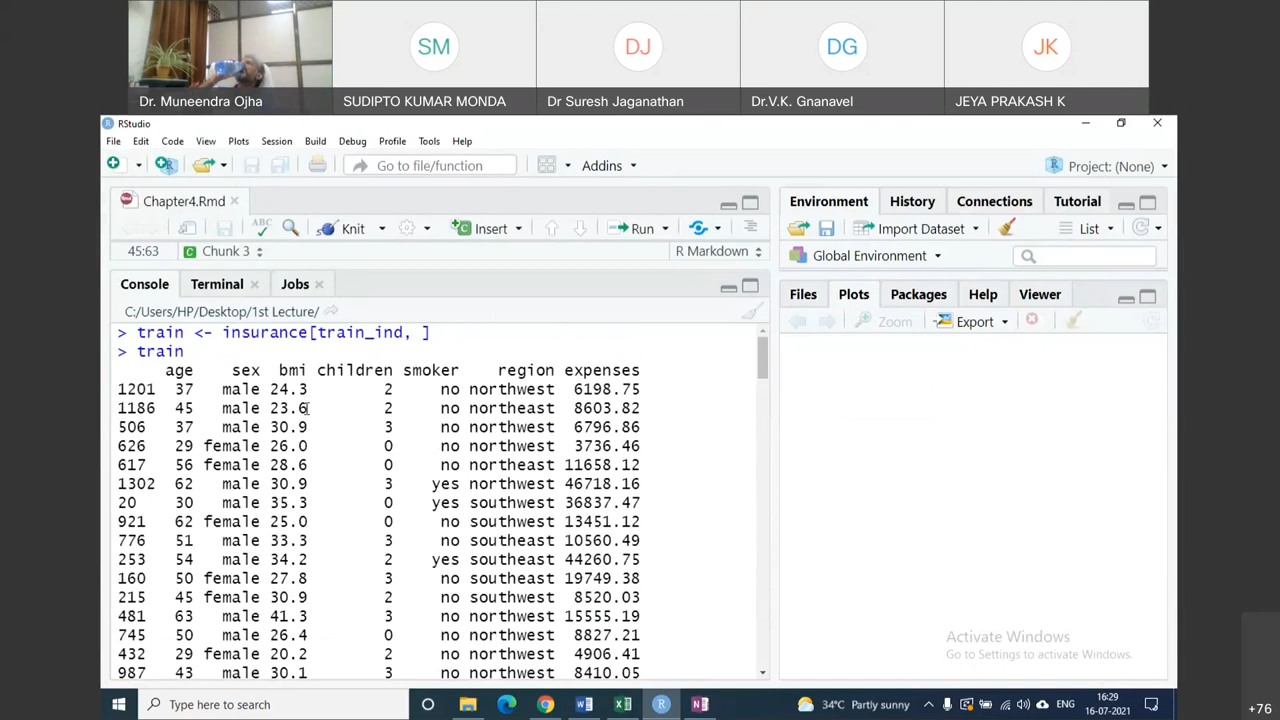 SM
DJ
DG
JK
Dr. Muneendra Ojha
SUDIPTO KUMAR MONDA
Dr Suresh Jaganathan
Dr.V.K. Gnanavel
JEYA PRAKASH K
RStudio
File Edit Code View Plots Session Build Debug Profile Tools Help
Go to file/function
Addins
Project: (None)
Chapter4.Rmd
ABC
Knit
Insert
Run
45:63
Chunk 3
R Markdown
Console Terminal Jobs
C:/Users/HP/Desktop/1st Lecture/
> train <- insurance[train_ind, ]
> train
age sex bmi children smoker region expenses
1201 37 male 24.3 2 no northwest 6198.75
1186 45 male 23.6 2 no northeast 8603.82
506 37 male 30.9 3 no northwest 6796.86
626 29 female 26.0 0 no northwest 3736.46
617 56 female 28.6 0 no northeast 11658.12
1302 62 male 30.9 3 yes northwest 46718.16
20 30 male 35.3 0 yes southwest 36837.47
921 62 female 25.0 0 no southwest 13451.12
776 51 male 33.3 3 no southeast 10560.49
253 54 male 34.2 2 yes southeast 44260.75
160 50 female 27.8 3 no southeast 19749.38
215 45 female 30.9 2 no southwest 8520.03
481 63 male 41.3 3 no northwest 15555.19
745 50 male 26.4 0 no northwest 8827.21
432 29 female 20.2 2 no northwest 4906.41
987 43 male 30.1 3 no southwest 8410.05
Environment History Connections Tutorial
Import Dataset
List
Global Environment
Files Plots Packages Help Viewer
Zoom
Export
Activate Windows
Go to Settings to activate Windows.
Type here to search
34°C Partly sunny
16:29
16-07-2021
+76